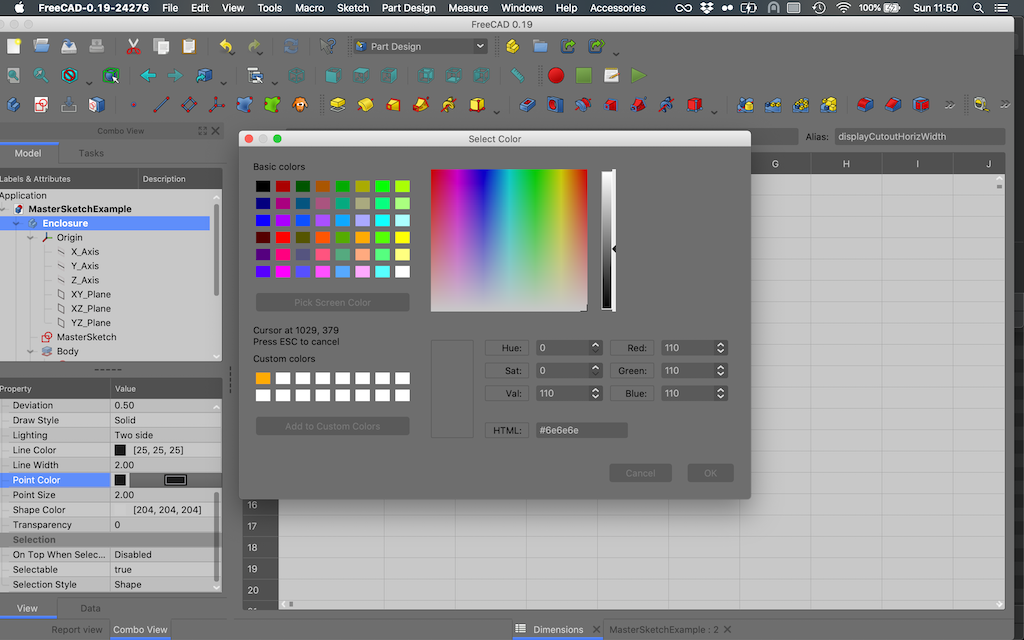 FreeCAD-0.19-24276 File Edit View Tools Macro Sketch Part Design Measure Windows Help Accessories 100% Sun 11:50
FreeCAD 0.19
Part Design
Combo View
Model Tasks
Labels & Attributes Description
Application
MasterSketchExample
Enclosure
Origin
X_Axis
Y_Axis
Z_Axis
XY_Plane
XZ_Plane
YZ_Plane
MasterSketch
Body
Property Value
Deviation 0.50
Draw Style Solid
Lighting Two side
Line Color [25, 25, 25]
Line Width 2.00
Point Color
Point Size 2.00
Shape Color [204, 204, 204]
Transparency 0
Selection
On Top When Selec... Disabled
Selectable true
Selection Style Shape
View Data
Report view Combo View
Select Color
Basic colors
Pick Screen Color
Cursor at 1029, 379
Press ESC to cancel
Custom colors
Add to Custom Colors
Hue: 0 Red: 110
Sat: 0 Green: 110
Val: 110 Blue: 110
HTML: #6e6e6e
Cancel OK
Alias: displayCutoutHorizWidth
G H I J
16
17
18
19
20
Dimensions MasterSketchExample : 2